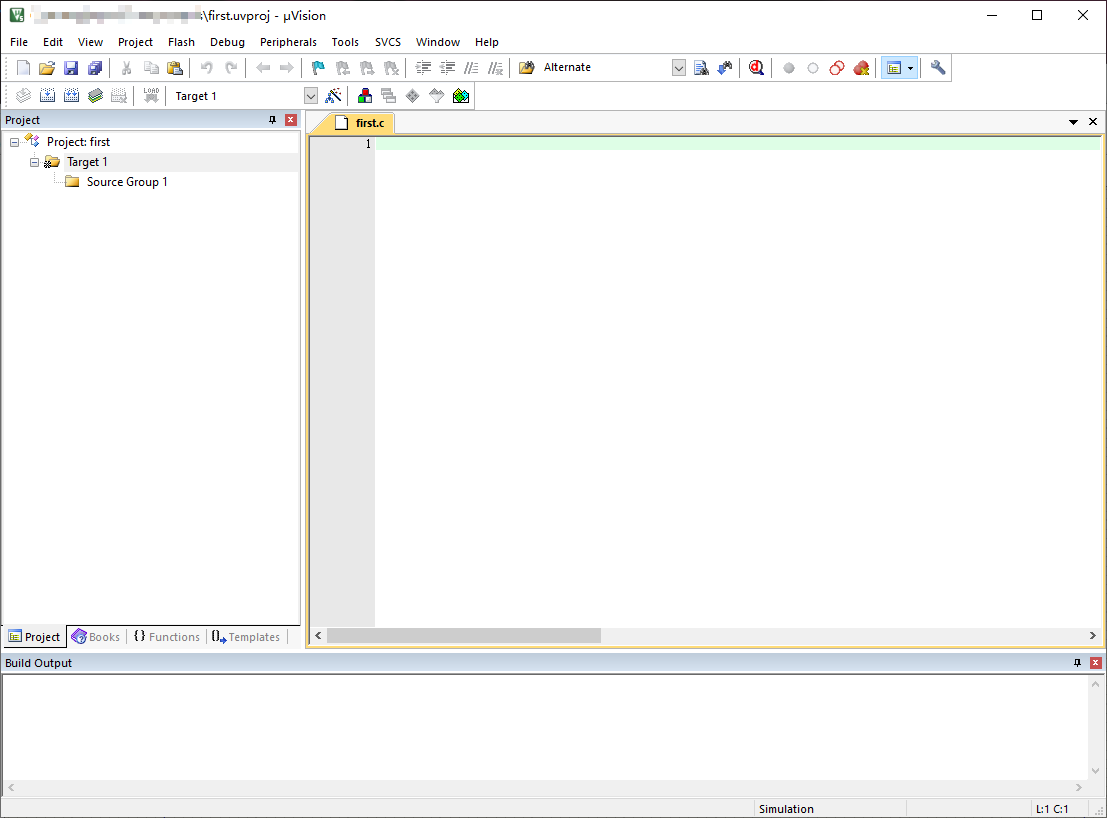 :\first.uvproj - µVision
File Edit View Project Flash Debug Peripherals Tools SVCS Window Help
Alternate
LOAD Target 1
Project
first.c
Project: first
1
Target 1
Source Group 1
Project Books {} Functions Templates
Build Output
Simulation L:1 C:1